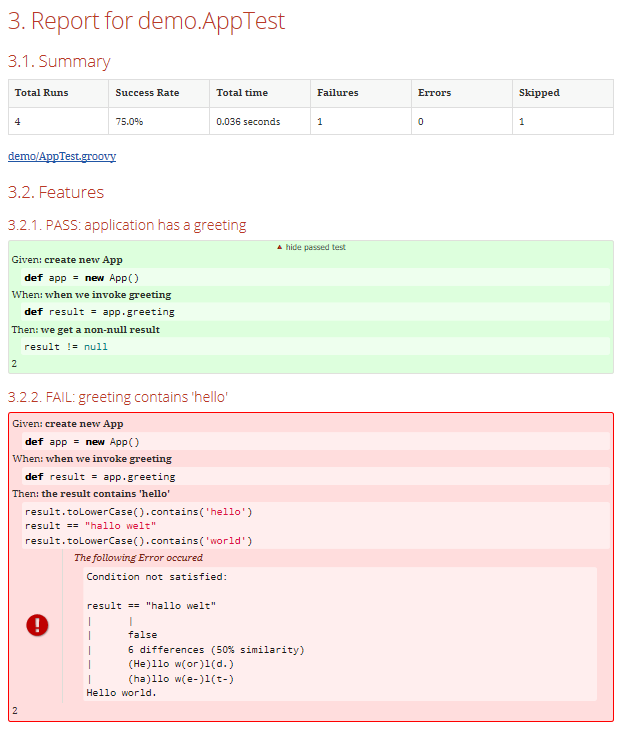 3. Report for demo.AppTest
3.1. Summary
Total Runs Success Rate Total time Failures Errors Skipped
4 75.0% 0.036 seconds 1 0 1
demo/AppTest.groovy
3.2. Features
3.2.1. PASS: application has a greeting
▲ hide passed test
Given: create new App
def app = new App()
When: when we invoke greeting
def result = app.greeting
Then: we get a non-null result
result != null
2
3.2.2. FAIL: greeting contains 'hello'
Given: create new App
def app = new App()
When: when we invoke greeting
def result = app.greeting
Then: the result contains 'hello'
result.toLowerCase().contains('hello')
result == "hallo welt"
result.toLowerCase().contains('world')
The following Error occured
Condition not satisfied:
result == "hallo welt"
|      |
|      false
|      6 differences (50% similarity)
|      (He)llo w(or)l(d.)
|      (ha)llo w(e-)l(t-)
Hello world.
2